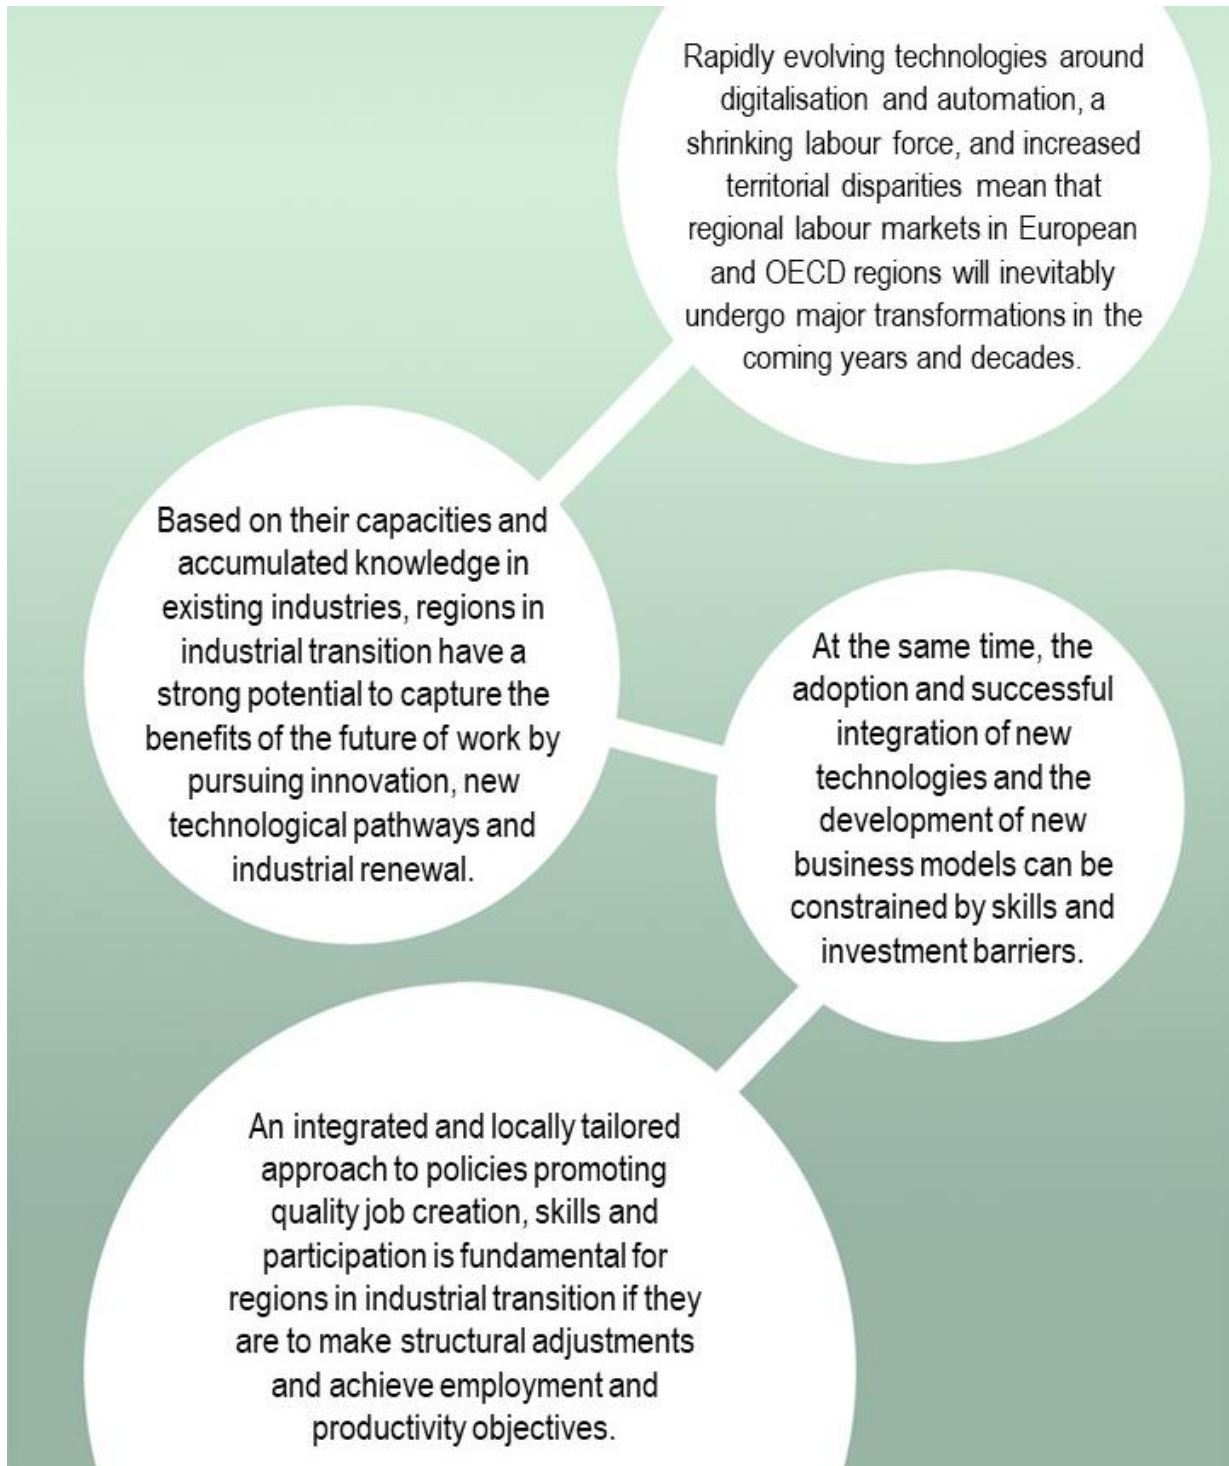 Rapidly evolving technologies around
digitalisation and automation, a
shrinking labour force, and increased
territorial disparities mean that
regional labour markets in European
and OECD regions will inevitably
undergo major transformations in the
coming years and decades.
Based on their capacities and
accumulated knowledge in
existing industries, regions in
industrial transition have a
strong potential to capture the
benefits of the future of work by
pursuing innovation, new
technological pathways and
industrial renewal.
At the same time, the
adoption and successful
integration of new
technologies and the
development of new
business models can be
constrained by skills and
investment barriers.
An integrated and locally tailored
approach to policies promoting
quality job creation, skills and
participation is fundamental for
regions in industrial transition if they
are to make structural adjustments
and achieve employment and
productivity objectives.